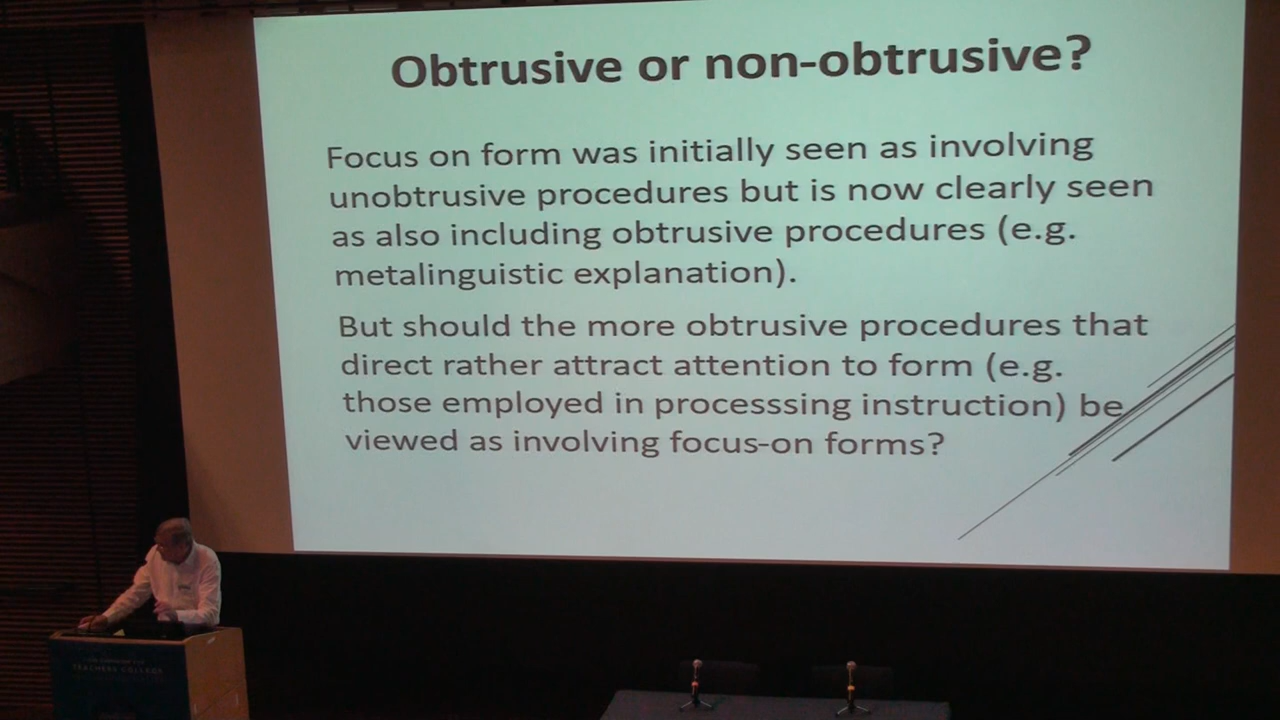 Obtrusive or non-obtrusive?
Focus on form was initially seen as involving
unobtrusive procedures but is now clearly seen
as also including obtrusive procedures (e.g.
metalinguistic explanation).
But should the more obtrusive procedures that
direct rather attract attention to form (e.g.
those employed in processsing instruction) be
viewed as involving focus-on forms?
TEACHERS COLLEGE